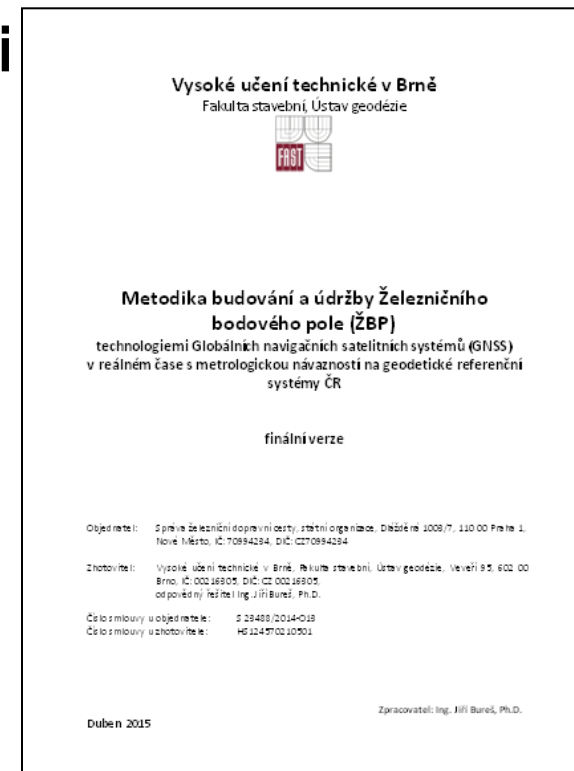 i
Vysoké učení technické v Brně
Fakulta stavební, Ústav geodézie
FAST
Metodika budování a údržby Železničního
bodového pole (ŽBP)
technologiemi Globálních navigačních satelitních systémů (GNSS)
v reálném čase s metrologickou návazností na geodetické referenční
systémy ČR
finální verze
Objednatel: Správa železniční dopravní cesty, státní organizace, Dlážděná 1003/7, 110 00 Praha 1,
Nové Město, IČ: 70994234, DIČ: CZ70994234
Zhotovitel: Vysoké učení technické v Brně, Fakulta stavební, Ústav geodézie, Veveří 95, 602 00
Brno, IČ: 00216305, DIČ: CZ 00216305,
odpovědný řešitel Ing. Jiří Bureš, Ph.D.
Číslo smlouvy u objednatele: S 23488/2014-O13
Číslo smlouvy u zhotovitele: HS124570210501
Zpracovatel: Ing. Jiří Bureš, Ph.D.
Duben 2015